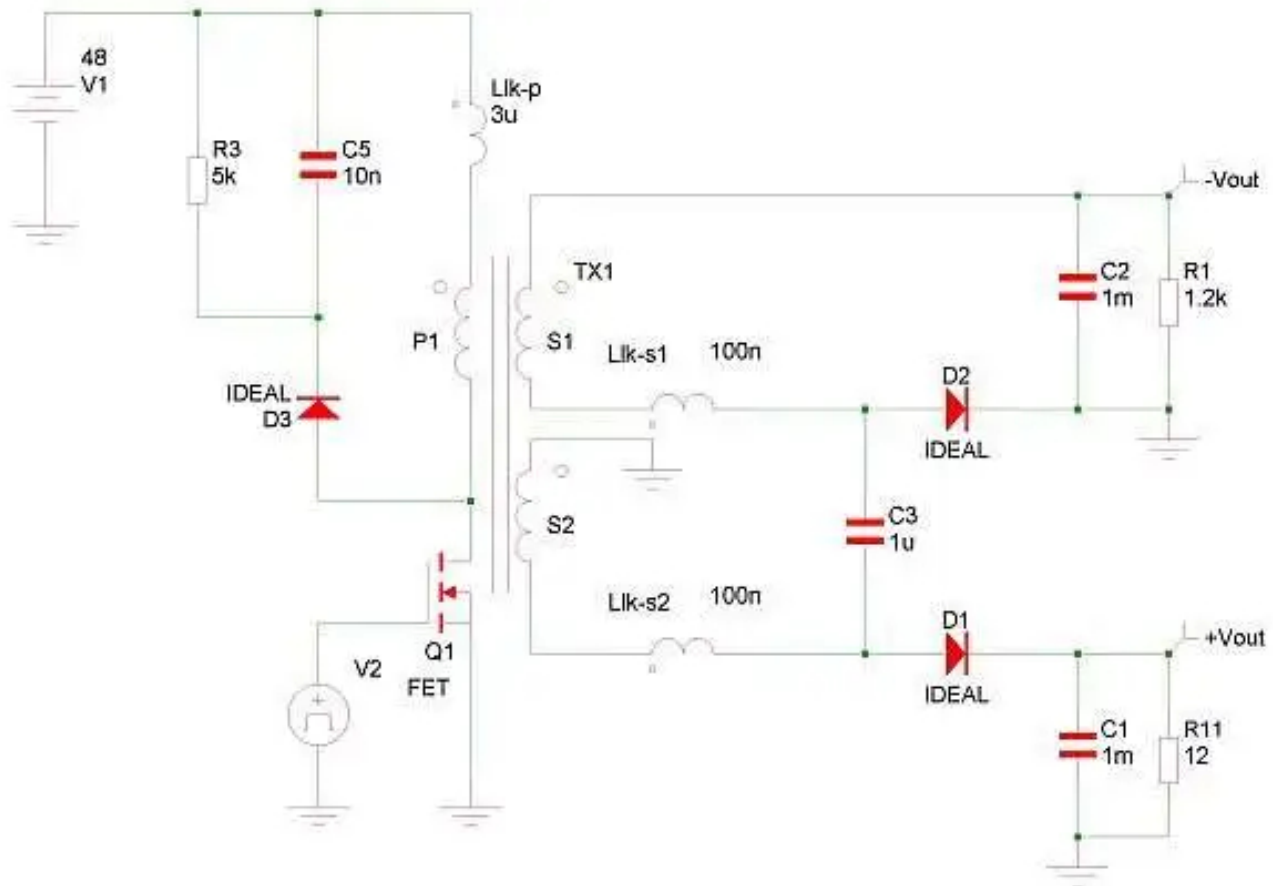 48
V1
Llk-p
3u
R3
5k
C5
10n
-Vout
TX1
C2
1m
R1
1.2k
P1
S1
Llk-s1
100n
D2
IDEAL
IDEAL
D3
S2
C3
1u
Llk-s2
100n
D1
IDEAL
+Vout
Q1
FET
V2
C1
1m
R11
12